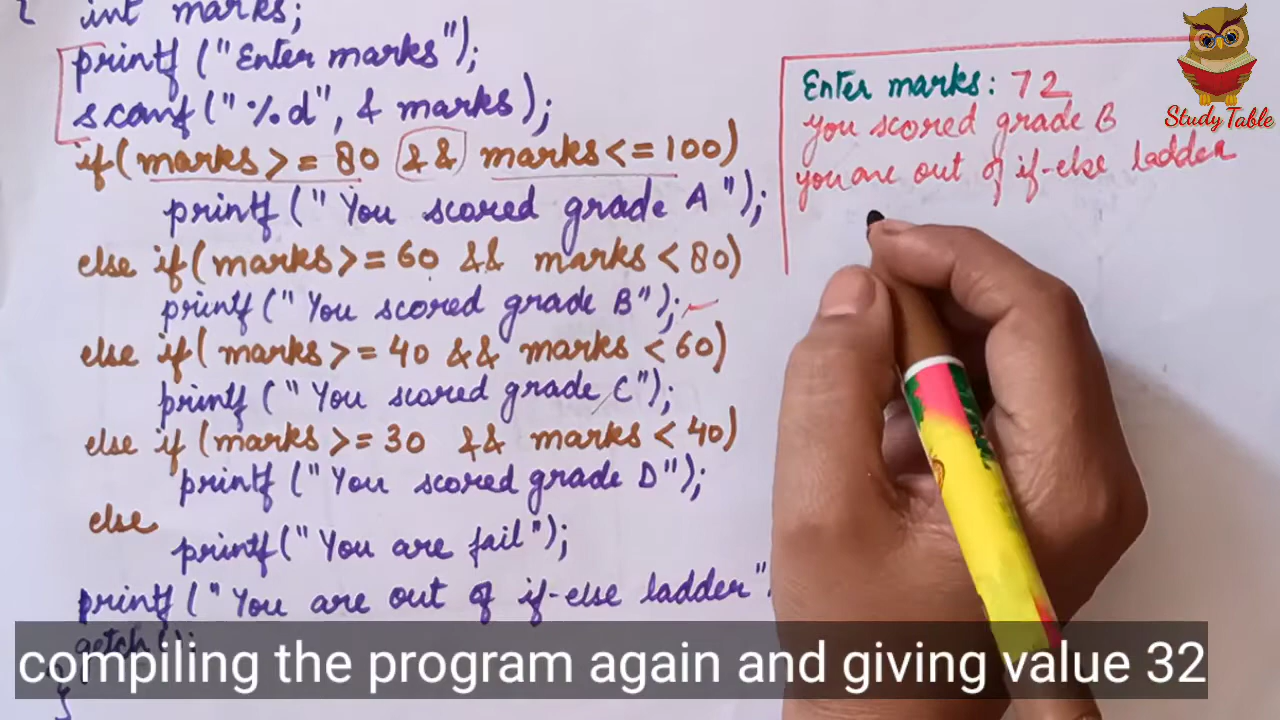 { int marks;
printf ("Enter marks");
scanf ("%d", & marks);
if( marks >= 80 && marks <= 100)
printf (" You scored grade A ");
else if( marks >= 60 && marks < 80)
printf (" You scored grade B");
else if( marks >= 40 && marks < 60)
printf (" You scored grade C");
else if (marks >= 30 && marks < 40)
printf (" You scored grade D");
else
printf(" You are fail");
printf (" You are out of if-else ladder"
getch();
}
Enter marks: 72
you scored grade B
you are out of if-else ladder
Study Table
compiling the program again and giving value 32